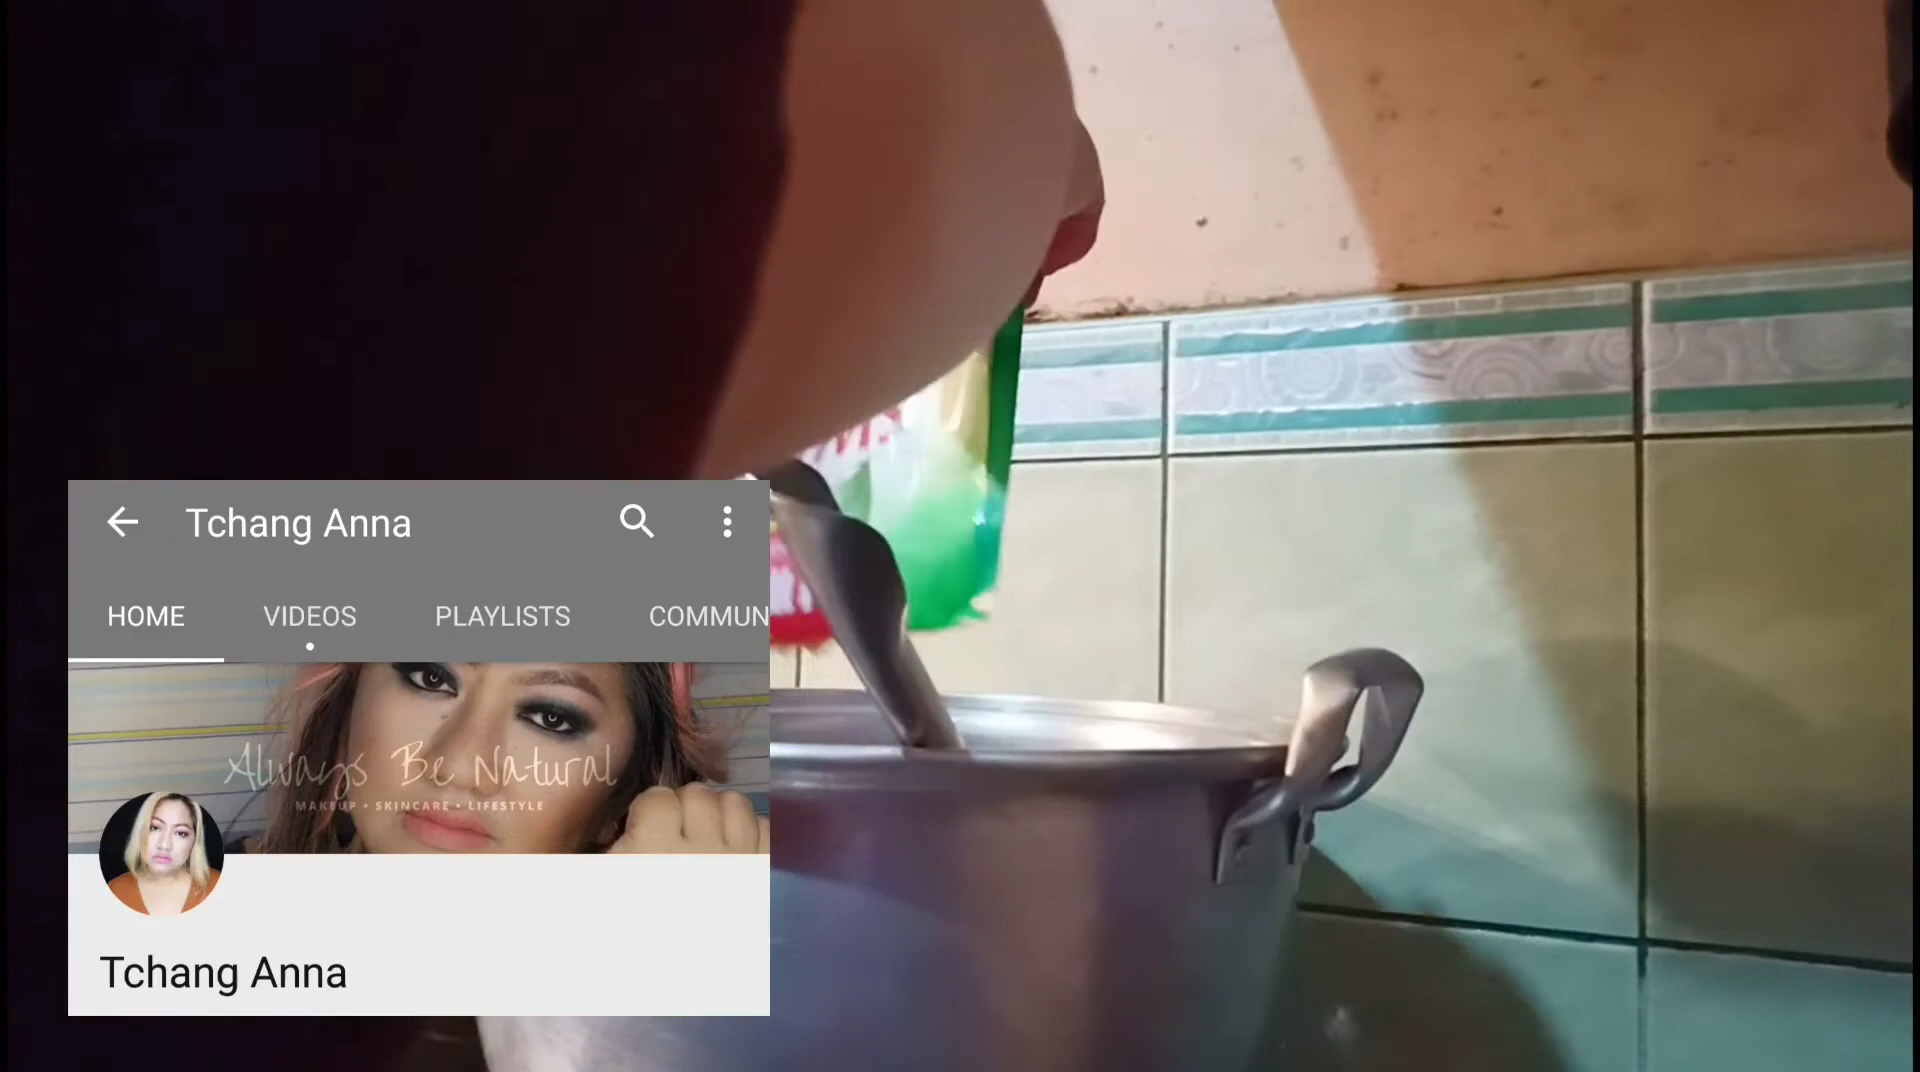 Tchang Anna
HOME VIDEOS PLAYLISTS COMMUN
Always Be Natural
MAKEUP • SKINCARE • LIFESTYLE
Tchang Anna